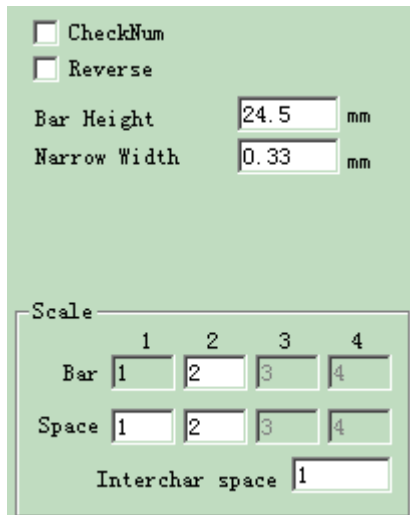 CheckNum
Reverse
Bar Height 24.5 mm
Narrow Width 0.33 mm
Scale
1 2 3 4
Bar 1 2 3 4
Space 1 2 3 4
Interchar space 1